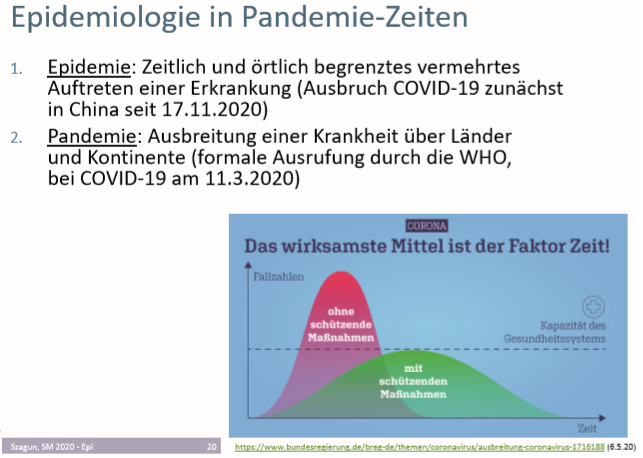 Epidemiologie in Pandemie-Zeiten
1. Epidemie: Zeitlich und örtlich begrenztes vermehrtes
Auftreten einer Erkrankung (Ausbruch COVID-19 zunächst
in China seit 17.11.2020)
2. Pandemie: Ausbreitung einer Krankheit über Länder
und Kontinente (formale Ausrufung durch die WHO,
bei COVID-19 am 11.3.2020)
CORONA
Das wirksamste Mittel ist der Faktor Zeit!
Fallzahlen
ohne
schützende
Maßnahmen
Kapazität des
Gesundheitssystems
mit
schützenden
Maßnahmen
Zeit
Szagun, SM 2020 - Epi 20
https://www.bundesregierung.de/breg-de/themen/coronavirus/ausbreitung-coronavirus-1716188 (6.5.20)